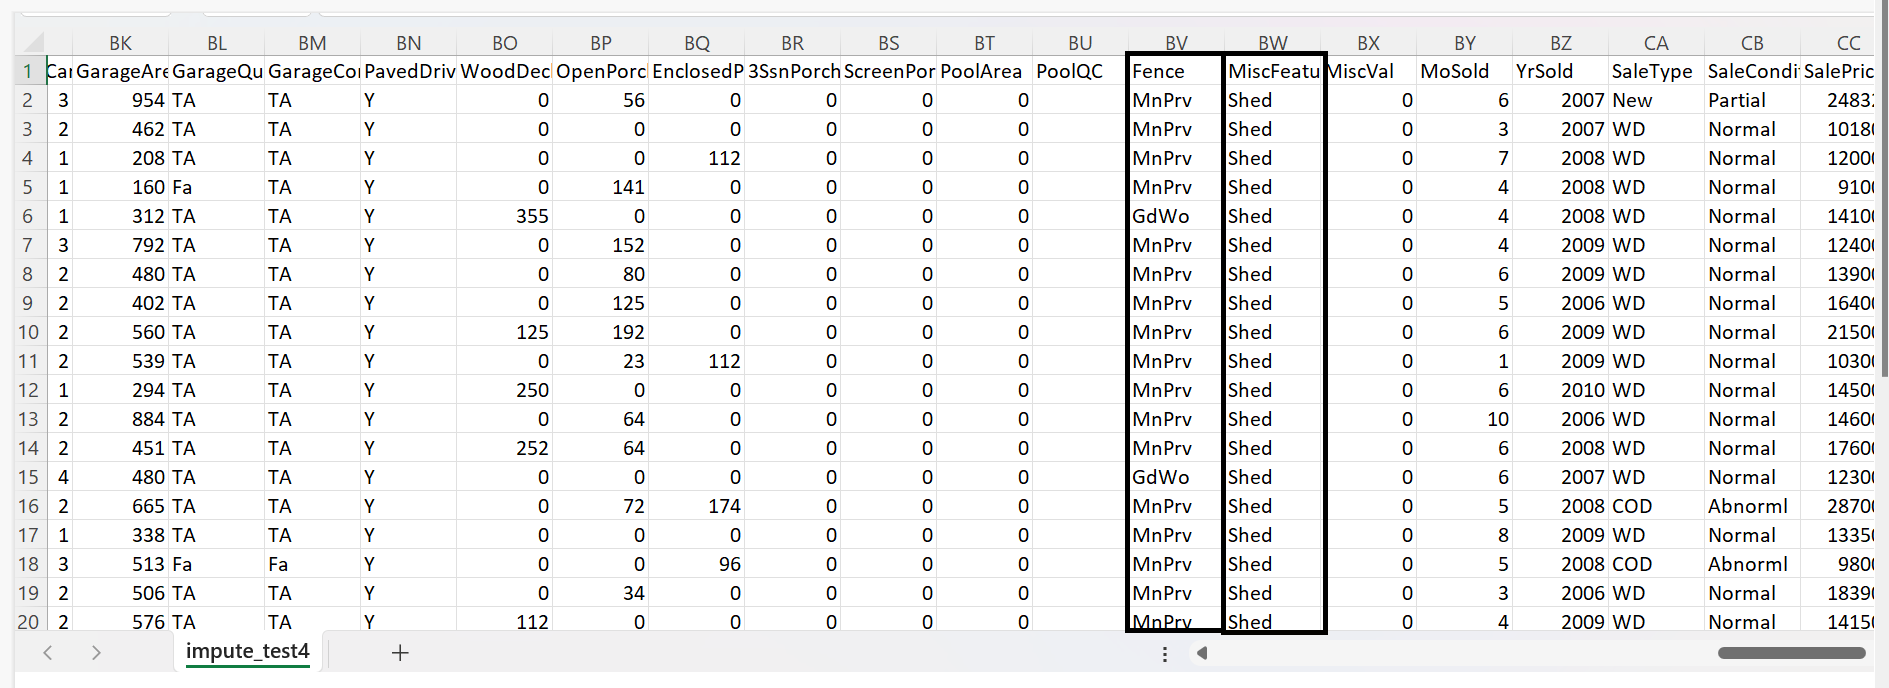 BK BL BM BN BO BP BQ BR BS BT BU BV BW BX BY BZ CA CB CC
1 Car GarageAre GarageQu GarageCor PavedDriv WoodDecl OpenPorc EnclosedP 3SsnPorch ScreenPor PoolArea PoolQC Fence MiscFeatu MiscVal MoSold YrSold SaleType SaleCondi SalePric
2 3 954 TA TA Y 0 56 0 0 0 0 MnPrv Shed 0 6 2007 New Partial 2483
3 2 462 TA TA Y 0 0 0 0 0 0 MnPrv Shed 0 3 2007 WD Normal 1018
4 1 208 TA TA Y 0 0 112 0 0 0 MnPrv Shed 0 7 2008 WD Normal 1200
5 1 160 Fa TA Y 0 141 0 0 0 0 MnPrv Shed 0 4 2008 WD Normal 910
6 1 312 TA TA Y 355 0 0 0 0 0 GdWo Shed 0 4 2008 WD Normal 1410
7 3 792 TA TA Y 0 152 0 0 0 0 MnPrv Shed 0 4 2009 WD Normal 1240
8 2 480 TA TA Y 0 80 0 0 0 0 MnPrv Shed 0 6 2009 WD Normal 1390
9 2 402 TA TA Y 0 125 0 0 0 0 MnPrv Shed 0 5 2006 WD Normal 1640
10 2 560 TA TA Y 125 192 0 0 0 0 MnPrv Shed 0 6 2009 WD Normal 2150
11 2 539 TA TA Y 0 23 112 0 0 0 MnPrv Shed 0 1 2009 WD Normal 1030
12 1 294 TA TA Y 250 0 0 0 0 0 MnPrv Shed 0 6 2010 WD Normal 1450
13 2 884 TA TA Y 0 64 0 0 0 0 MnPrv Shed 0 10 2006 WD Normal 1460
14 2 451 TA TA Y 252 64 0 0 0 0 MnPrv Shed 0 6 2008 WD Normal 1760
15 4 480 TA TA Y 0 0 0 0 0 0 GdWo Shed 0 6 2007 WD Normal 1230
16 2 665 TA TA Y 0 72 174 0 0 0 MnPrv Shed 0 5 2008 COD Abnorml 2870
17 1 338 TA TA Y 0 0 0 0 0 0 MnPrv Shed 0 8 2009 WD Normal 1335
18 3 513 Fa Fa Y 0 0 96 0 0 0 MnPrv Shed 0 5 2008 COD Abnorml 980
19 2 506 TA TA Y 0 34 0 0 0 0 MnPrv Shed 0 3 2006 WD Normal 1839
20 2 576 TA TA Y 112 0 0 0 0 0 MnPrv Shed 0 4 2009 WD Normal 1415
impute_test4